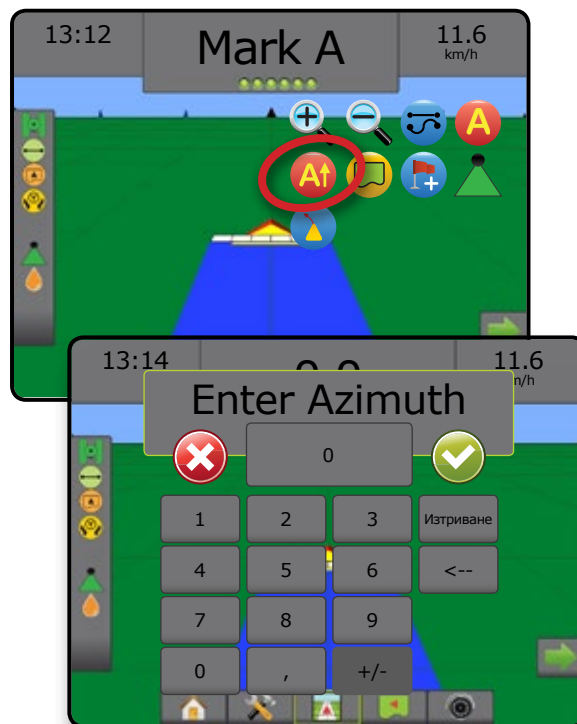 13:12 Mark A 11.6
km/h
A
A
13:14 11.6
Enter Azimuth
0
1 2 3 Изтриване
4 5 6 <--
7 8 9
0 , +/-